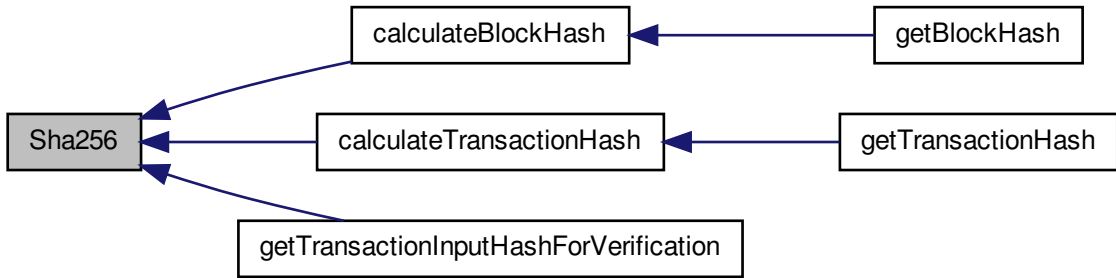 calculateBlockHash
getBlockHash
Sha256
calculateTransactionHash
getTransactionHash
getTransactionInputHashForVerification